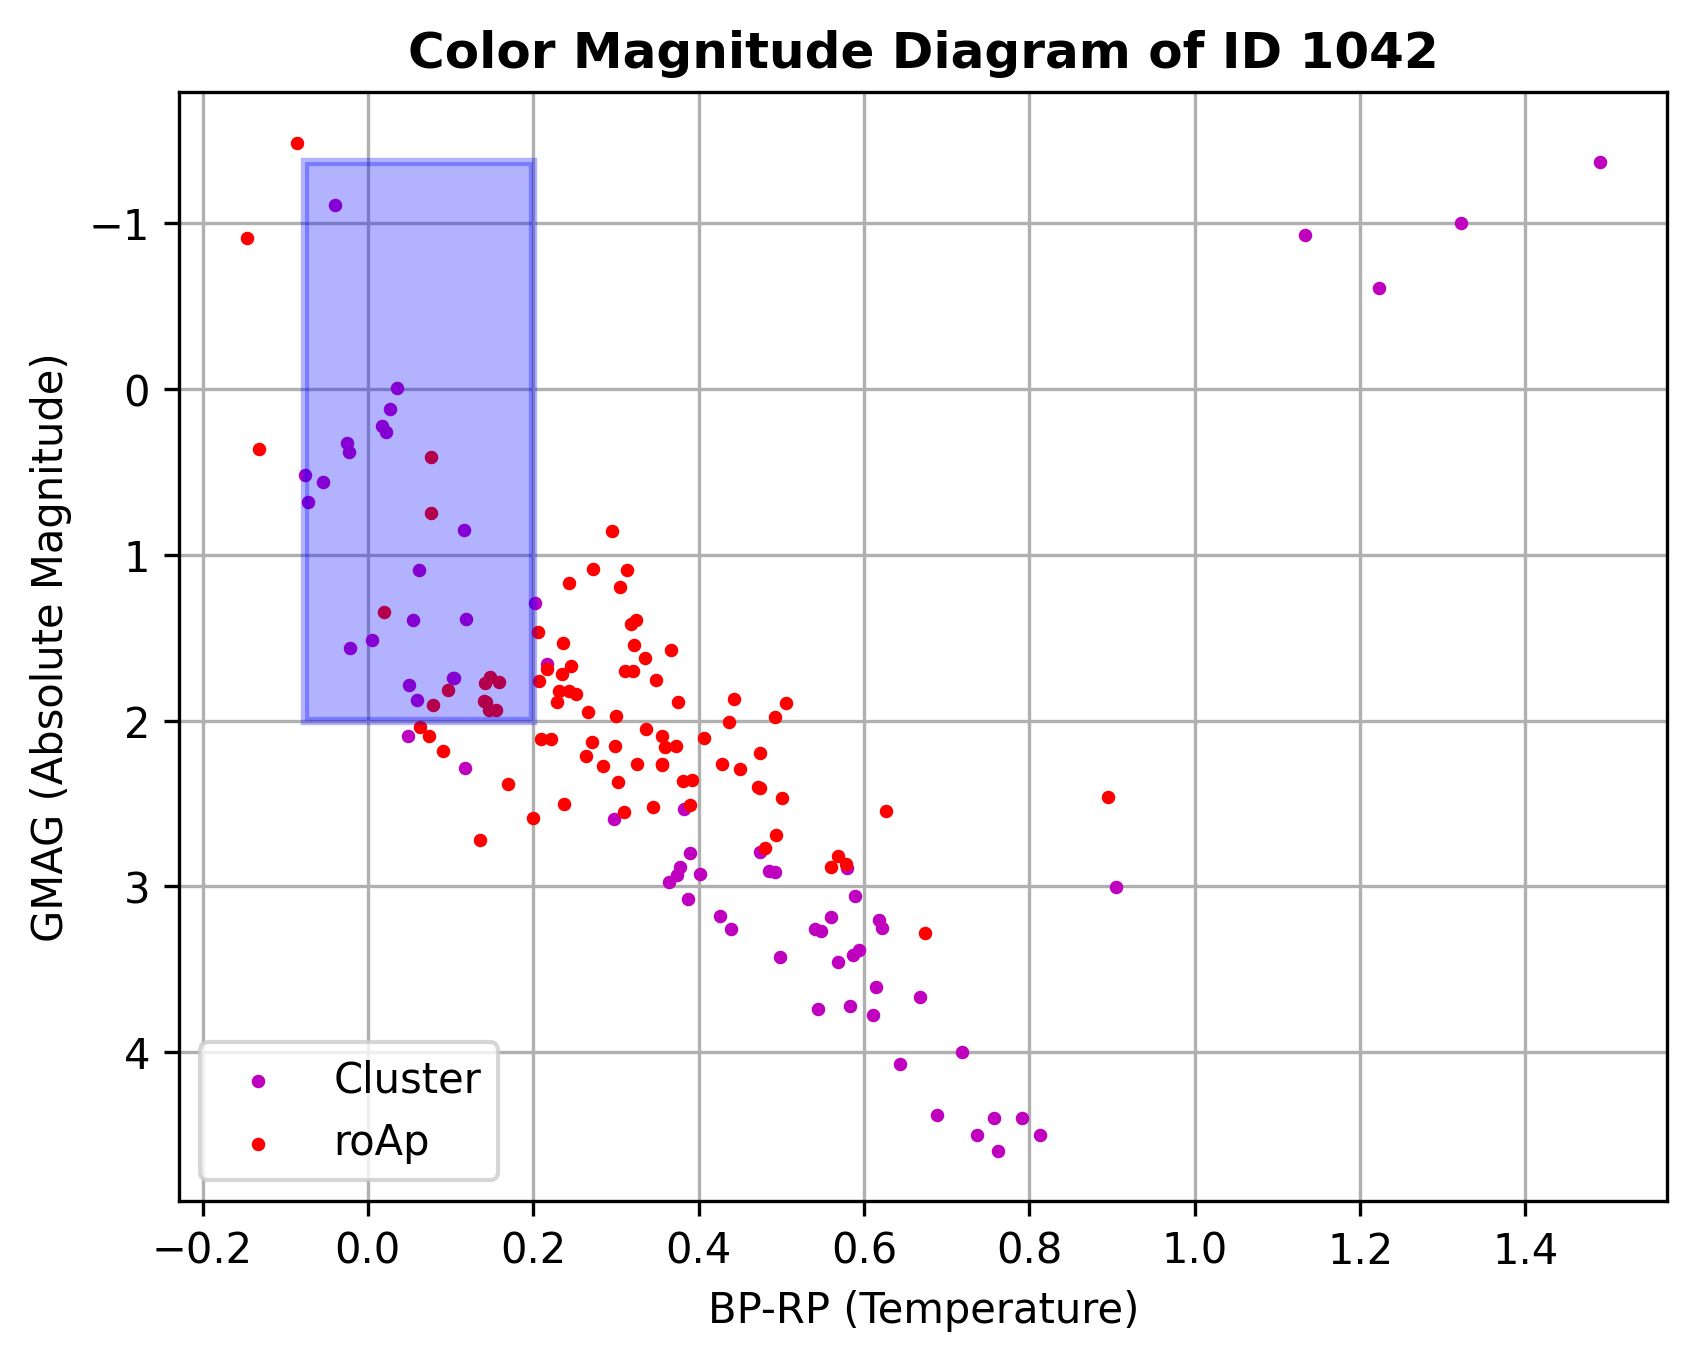 Color Magnitude Diagram of ID 1042
−1
0
1
2
3
4
GMAG (Absolute Magnitude)
Cluster
roAp
−0.2 0.0 0.2 0.4 0.6 0.8 1.0 1.2 1.4
BP-RP (Temperature)